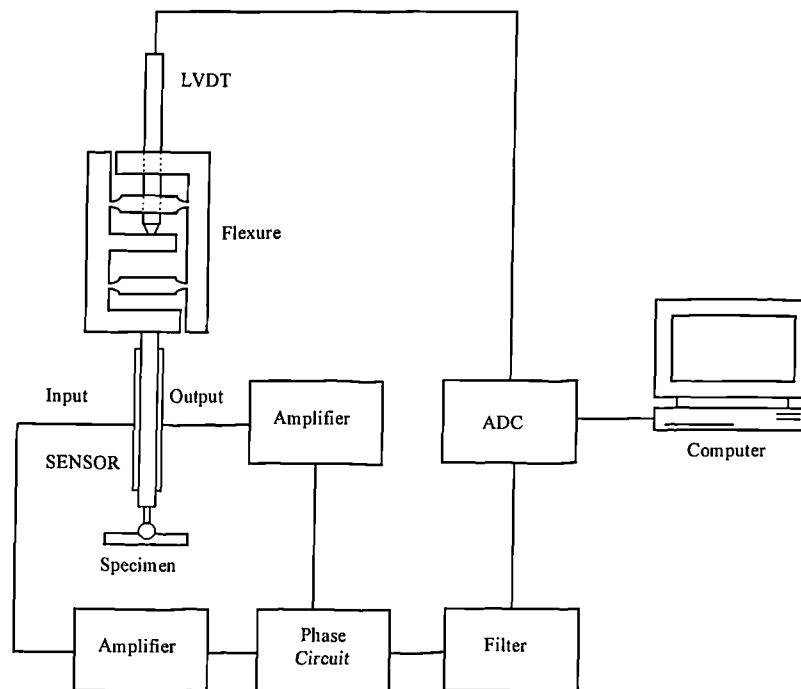 LVDT
Flexure
Input
Output
Amplifier
ADC
Computer
SENSOR
Specimen
Amplifier
Phase
Circuit
Filter